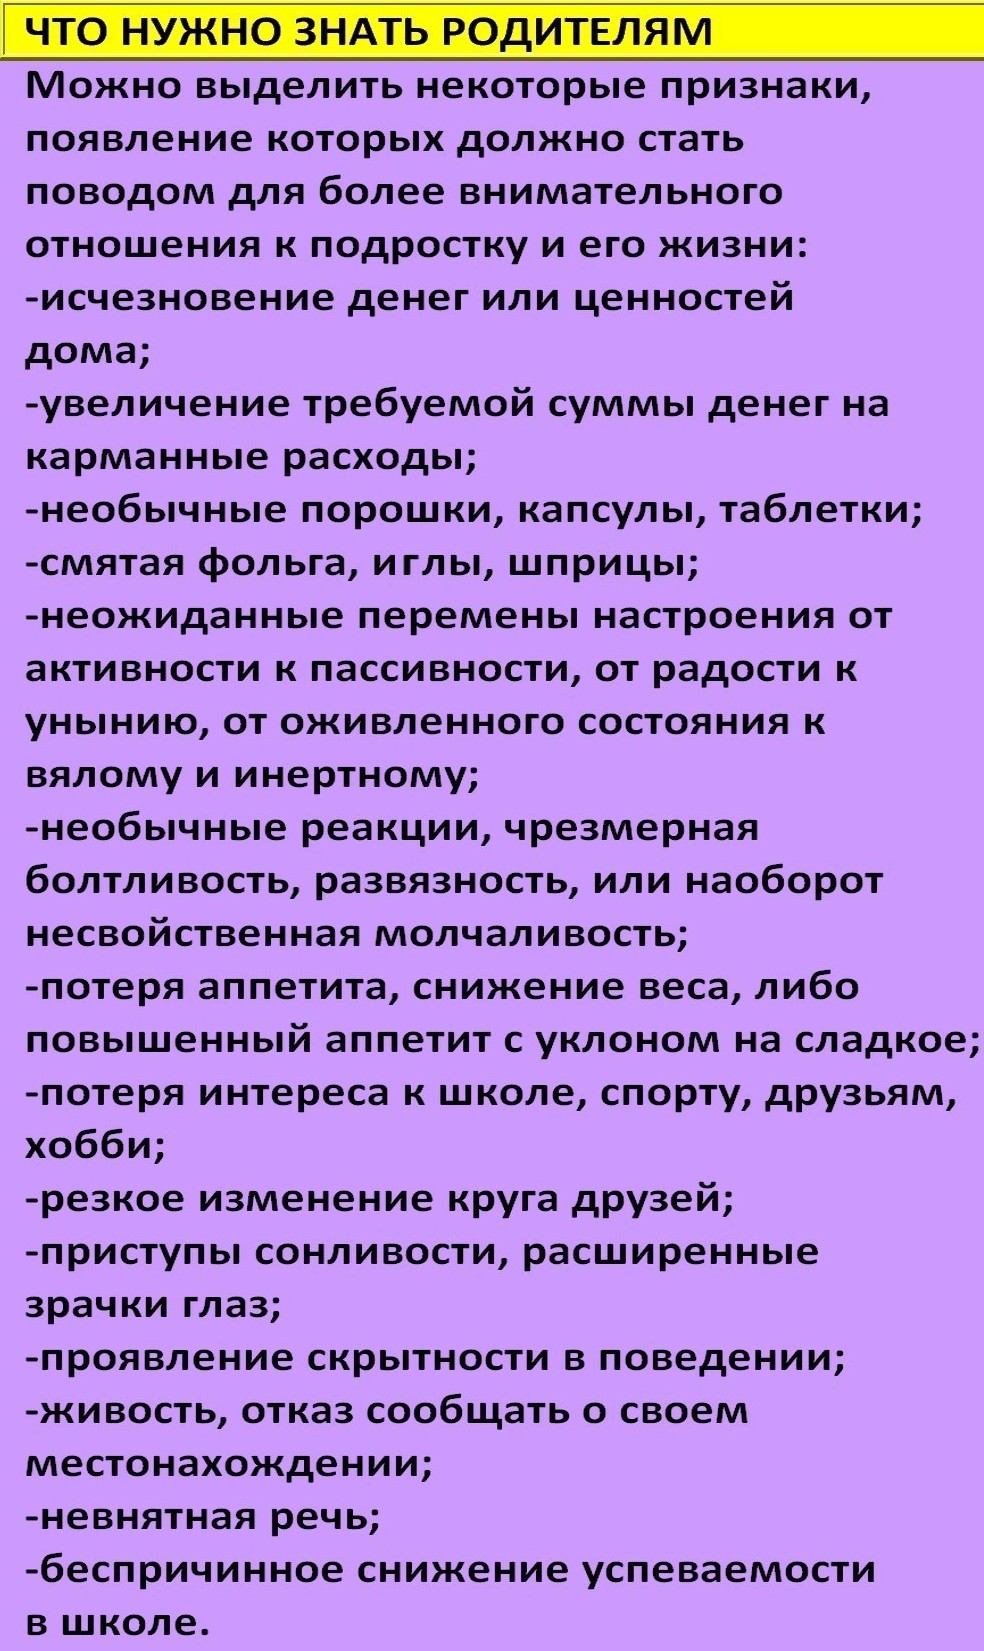 ЧТО НУЖНО ЗНАТЬ РОДИТЕЛЯМ
Можно выделить некоторые признаки,
появление которых должно стать
поводом для более внимательного
отношения к подростку и его жизни:
-исчезновение денег или ценностей
дома;
-увеличение требуемой суммы денег на
карманные расходы;
-необычные порошки, капсулы, таблетки;
-смятая фольга, иглы, шприцы;
-неожиданные перемены настроения от
активности к пассивности, от радости к
унынию, от оживленного состояния к
вялому и инертному;
-необычные реакции, чрезмерная
болтливость, развязность, или наоборот
несвойственная молчаливость;
-потеря аппетита, снижение веса, либо
повышенный аппетит с уклоном на сладкое;
-потеря интереса к школе, спорту, друзьям,
хобби;
-резкое изменение круга друзей;
-приступы сонливости, расширенные
зрачки глаз;
-проявление скрытности в поведении;
-живость, отказ сообщать о своем
местонахождении;
-невнятная речь;
-беспричинное снижение успеваемости
в школе.